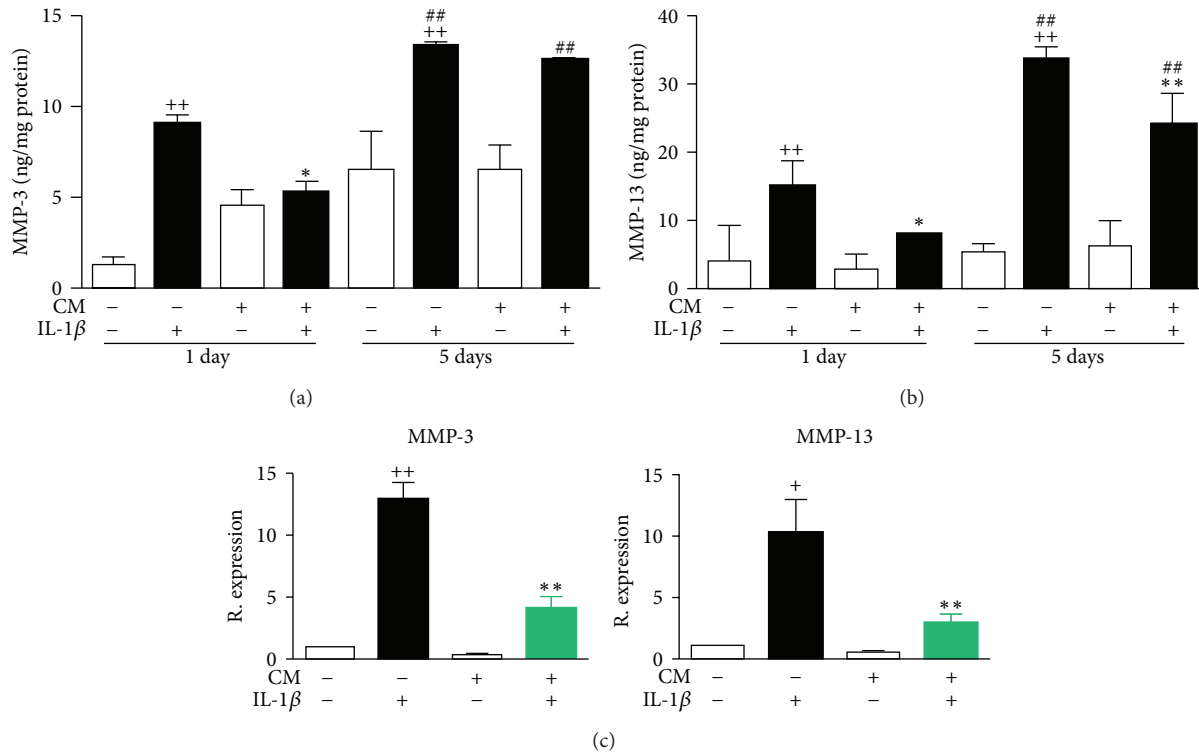 MMP-3 (ng/mg protein)
15
10
5
0
++
*
##
++
##
CM − − + + − − + +
IL-1β − + − + − + − +
1 day 5 days
(a)
MMP-13 (ng/mg protein)
40
30
20
10
0
++
*
##
++
##
**
CM − − + + − − + +
IL-1β − + − + − + − +
1 day 5 days
(b)
MMP-3
R. expression
15
10
5
0
++
**
CM − − + +
IL-1β − + − +
MMP-13
R. expression
15
10
5
0
+
**
CM − − + +
IL-1β − + − +
(c)